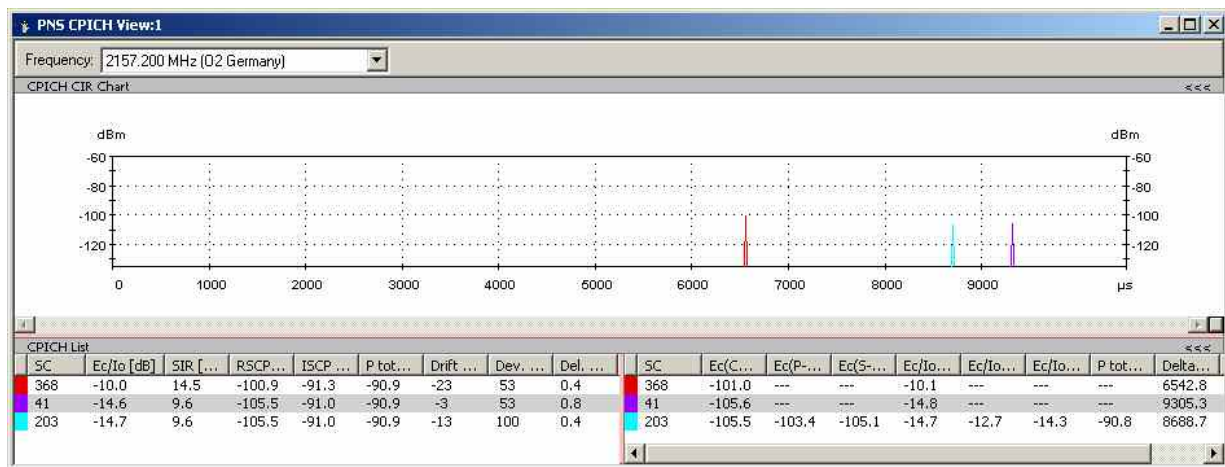 PNS CPICH View:1
Frequency: 2157.200 MHz (O2 Germany)
CPICH CIR Chart <<<
dBm dBm
-60 -60
-80 -80
-100 -100
-120 -120
0 1000 2000 3000 4000 5000 6000 7000 8000 9000 µs
CPICH List <<<
SC Ec/Io [dB] SIR [... RSCP... ISCP ... P tot... Drift ... Dev. ... Del. ... SC Ec(C... Ec(P-... Ec(S-... Ec/Io... Ec/Io... Ec/Io... P tot... Delta...
368 -10.0 14.5 -100.9 -91.3 -90.9 -23 53 0.4 368 -101.0 --- --- -10.1 --- --- --- 6542.8
41 -14.6 9.6 -105.5 -91.0 -90.9 -3 53 0.8 41 -105.6 --- --- -14.8 --- --- --- 9305.3
203 -14.7 9.6 -105.5 -91.0 -90.9 -13 100 0.4 203 -105.5 -103.4 -105.1 -14.7 -12.7 -14.3 -90.8 8688.7